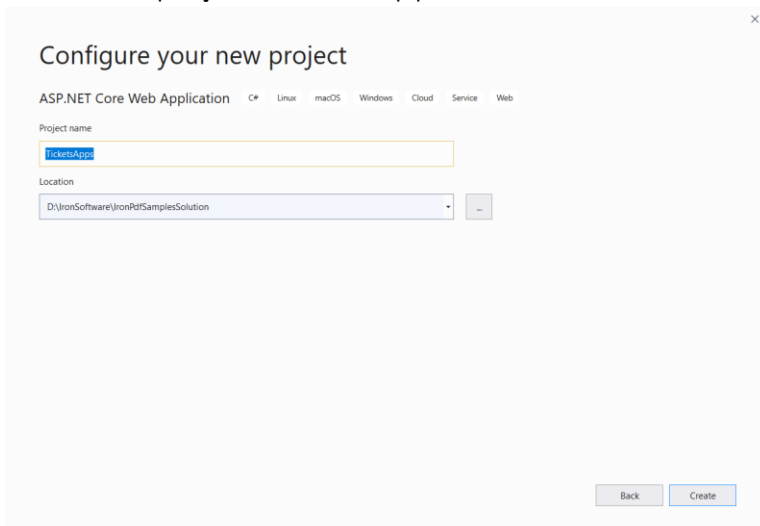 Configure your new project
ASP.NET Core Web Application C# Linux macOS Windows Cloud Service Web
Project name
TicketsApps
Location
D:\IronSoftware\IronPdfSamplesSolution
...
Back Create